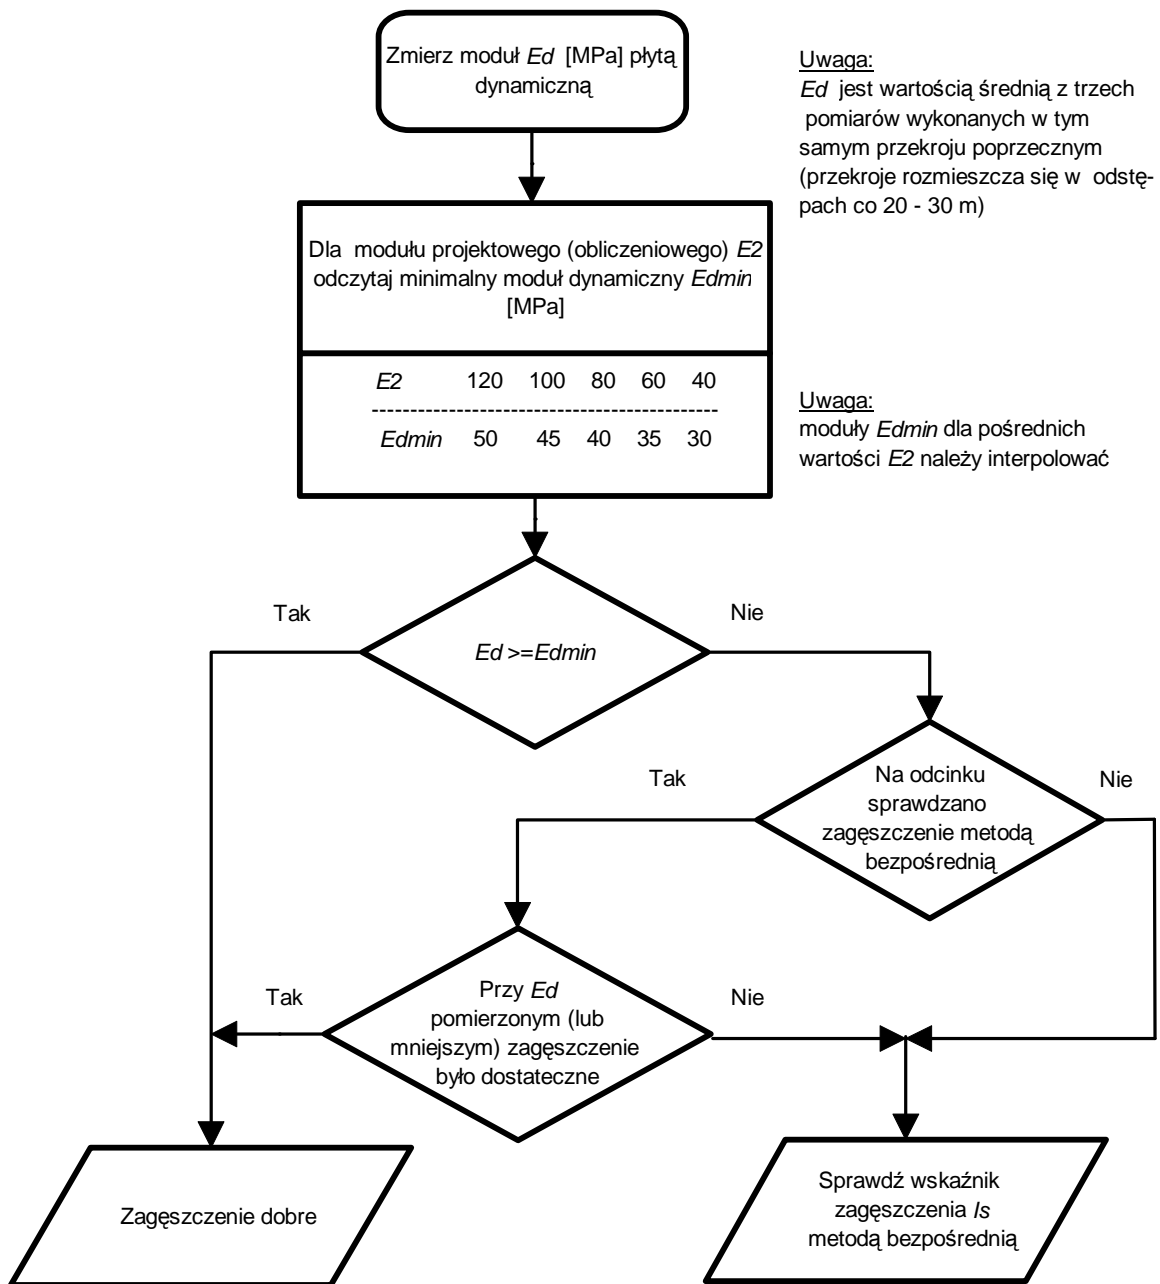 Zmierz moduł Ed [MPa] płytą
dynamiczną
Uwaga:
Ed jest wartością średnią z trzech
pomiarów wykonanych w tym
samym przekroju poprzecznym
(przekroje rozmieszcza się w odstę-
pach co 20 - 30 m)
Dla modułu projektowego (obliczeniowego) E2
odczytaj minimalny moduł dynamiczny Edmin
[MPa]
E2 120 100 80 60 40
-----------------------------------------------
Edmin 50 45 40 35 30
Uwaga:
moduły Edmin dla pośrednich
wartości E2 należy interpolować
Tak
Nie
Ed >=Edmin
Tak
Nie
Na odcinku
sprawdzano
zagęszczenie metodą
bezpośrednią
Tak
Nie
Przy Ed
pomierzonym (lub
mniejszym) zagęszczenie
było dostateczne
Zagęszczenie dobre
Sprawdź wskaźnik
zagęszczenia Is
metodą bezpośrednią